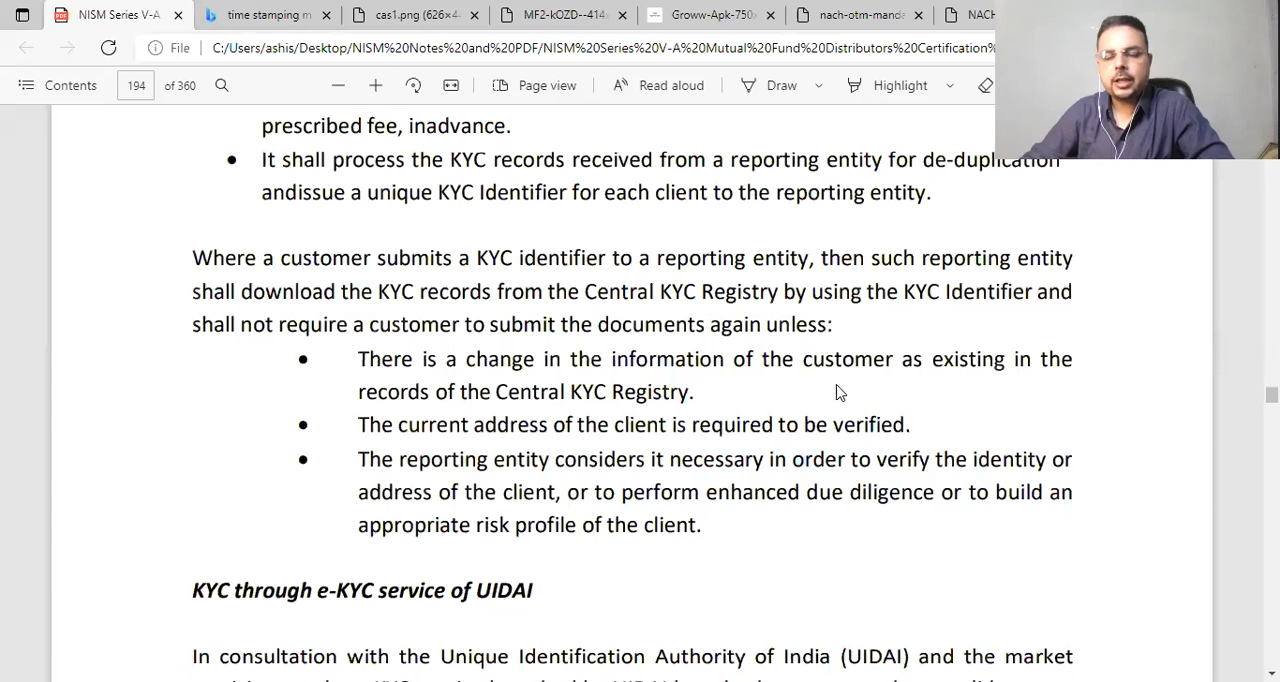 NISM Series V-A
time stamping m
cas1.png (626×4
MF2-kOZD--414
Groww-Apk-750
nach-otm-manda
NACH
File
C:/Users/ashis/Desktop/NISM%20Notes%20and%20PDF/NISM%20Series%20V-A%20Mutual%20Fund%20Distributors%20Certification%
Contents
194 of 360
Page view
Read aloud
Draw
Highlight
prescribed fee, inadvance.
• It shall process the KYC records received from a reporting entity for de-duplication
andissue a unique KYC Identifier for each client to the reporting entity.
Where a customer submits a KYC identifier to a reporting entity, then such reporting entity
shall download the KYC records from the Central KYC Registry by using the KYC Identifier and
shall not require a customer to submit the documents again unless:
• There is a change in the information of the customer as existing in the
records of the Central KYC Registry.
• The current address of the client is required to be verified.
• The reporting entity considers it necessary in order to verify the identity or
address of the client, or to perform enhanced due diligence or to build an
appropriate risk profile of the client.
KYC through e-KYC service of UIDAI
In consultation with the Unique Identification Authority of India (UIDAI) and the market